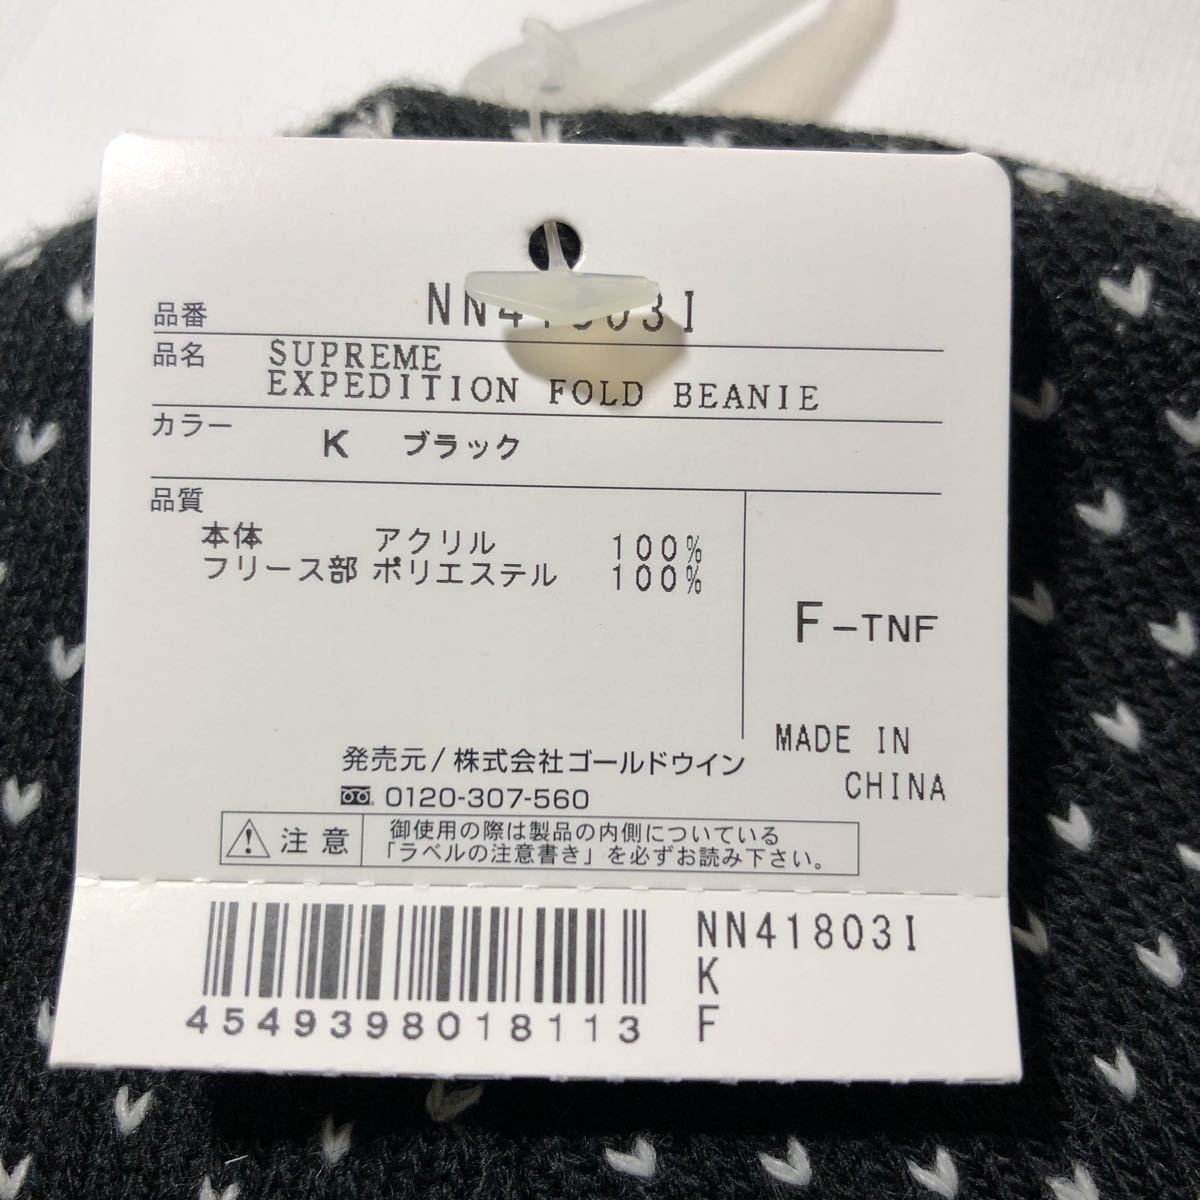 品番 NN41803I
品名 SUPREME
EXPEDITION FOLD BEANIE
カラー K ブラック
品質
本体 アクリル 100%
フリース部 ポリエステル 100%
F-TNF
MADE IN
CHINA
発売元/株式会社ゴールドウイン
0120-307-560
注意 御使用の際は製品の内側についている
「ラベルの注意書き」を必ずお読み下さい。
NN41803I
K
F
4549398018113